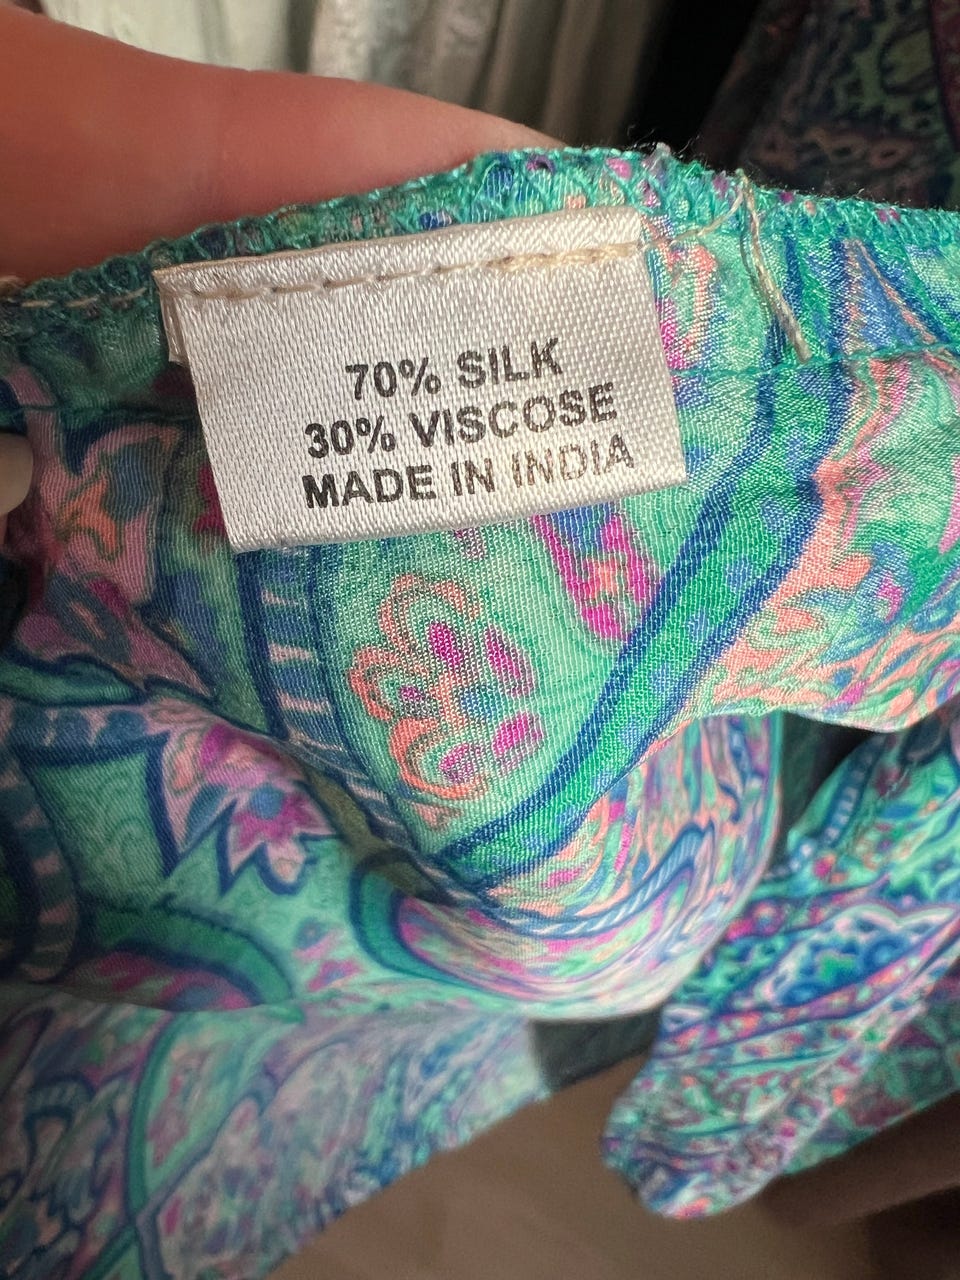 70% SILK
30% VISCOSE
MADE IN INDIA